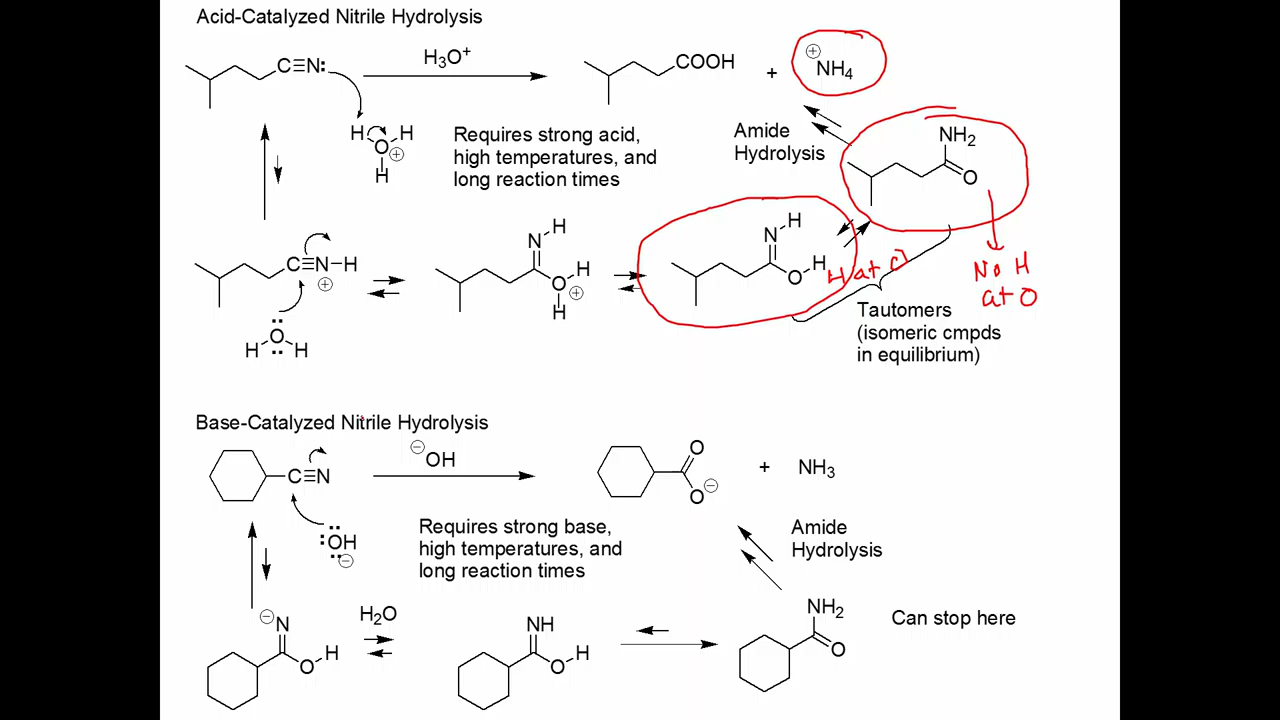 Acid-Catalyzed Nitrile Hydrolysis
C≡N:
H₃O⁺
COOH
+
⊕
NH₄
H H
O ⊕
H
Requires strong acid,
high temperatures, and
long reaction times
Amide
Hydrolysis
NH₂
O
C≡N-H
⊕
H
N
H
O
⊕
H
H
N
H
O
H at O
No H
at O
H O H
Tautomers
(isomeric cmpds
in equilibrium)
Base-Catalyzed Nitrile Hydrolysis
C≡N
⊖
OH
O
O ⊖
+
NH₃
:OH
⊖
Requires strong base,
high temperatures, and
long reaction times
Amide
Hydrolysis
⊖N
H
O
H₂O
NH
H
O
NH₂
O
Can stop here